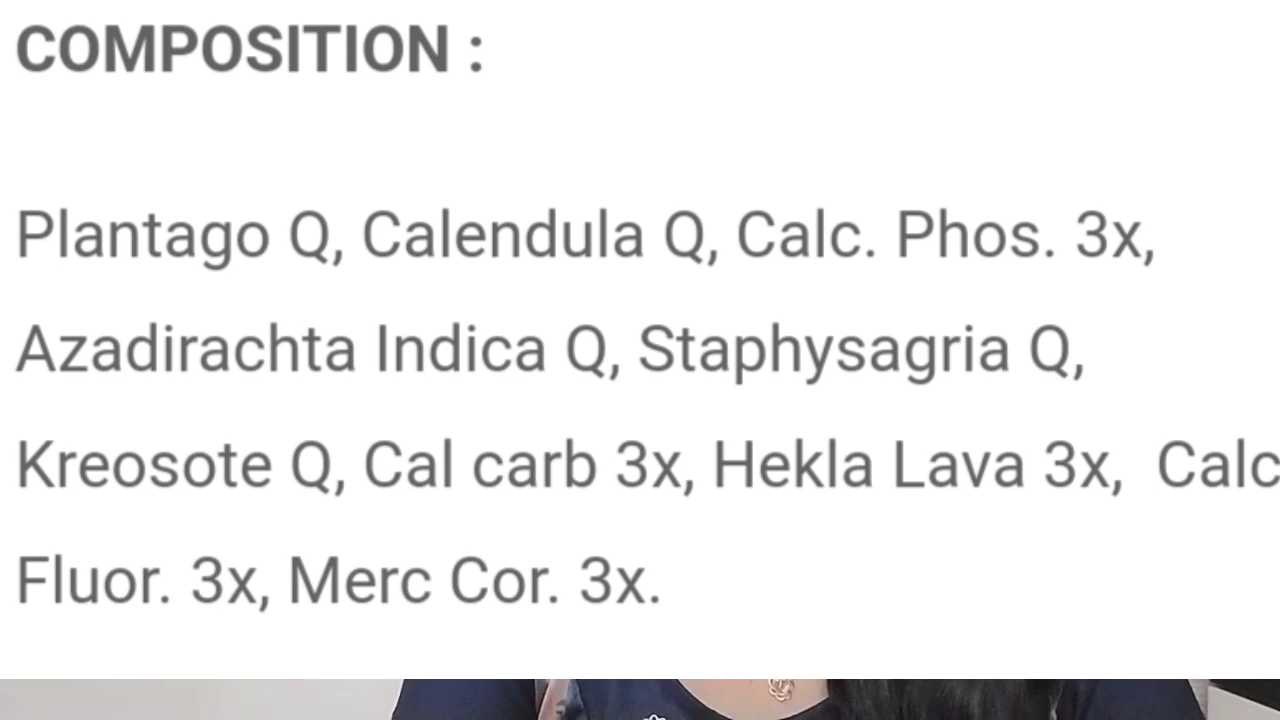 COMPOSITION :
Plantago Q, Calendula Q, Calc. Phos. 3x,
Azadirachta Indica Q, Staphysagria Q,
Kreosote Q, Cal carb 3x, Hekla Lava 3x, Calc
Fluor. 3x, Merc Cor. 3x.